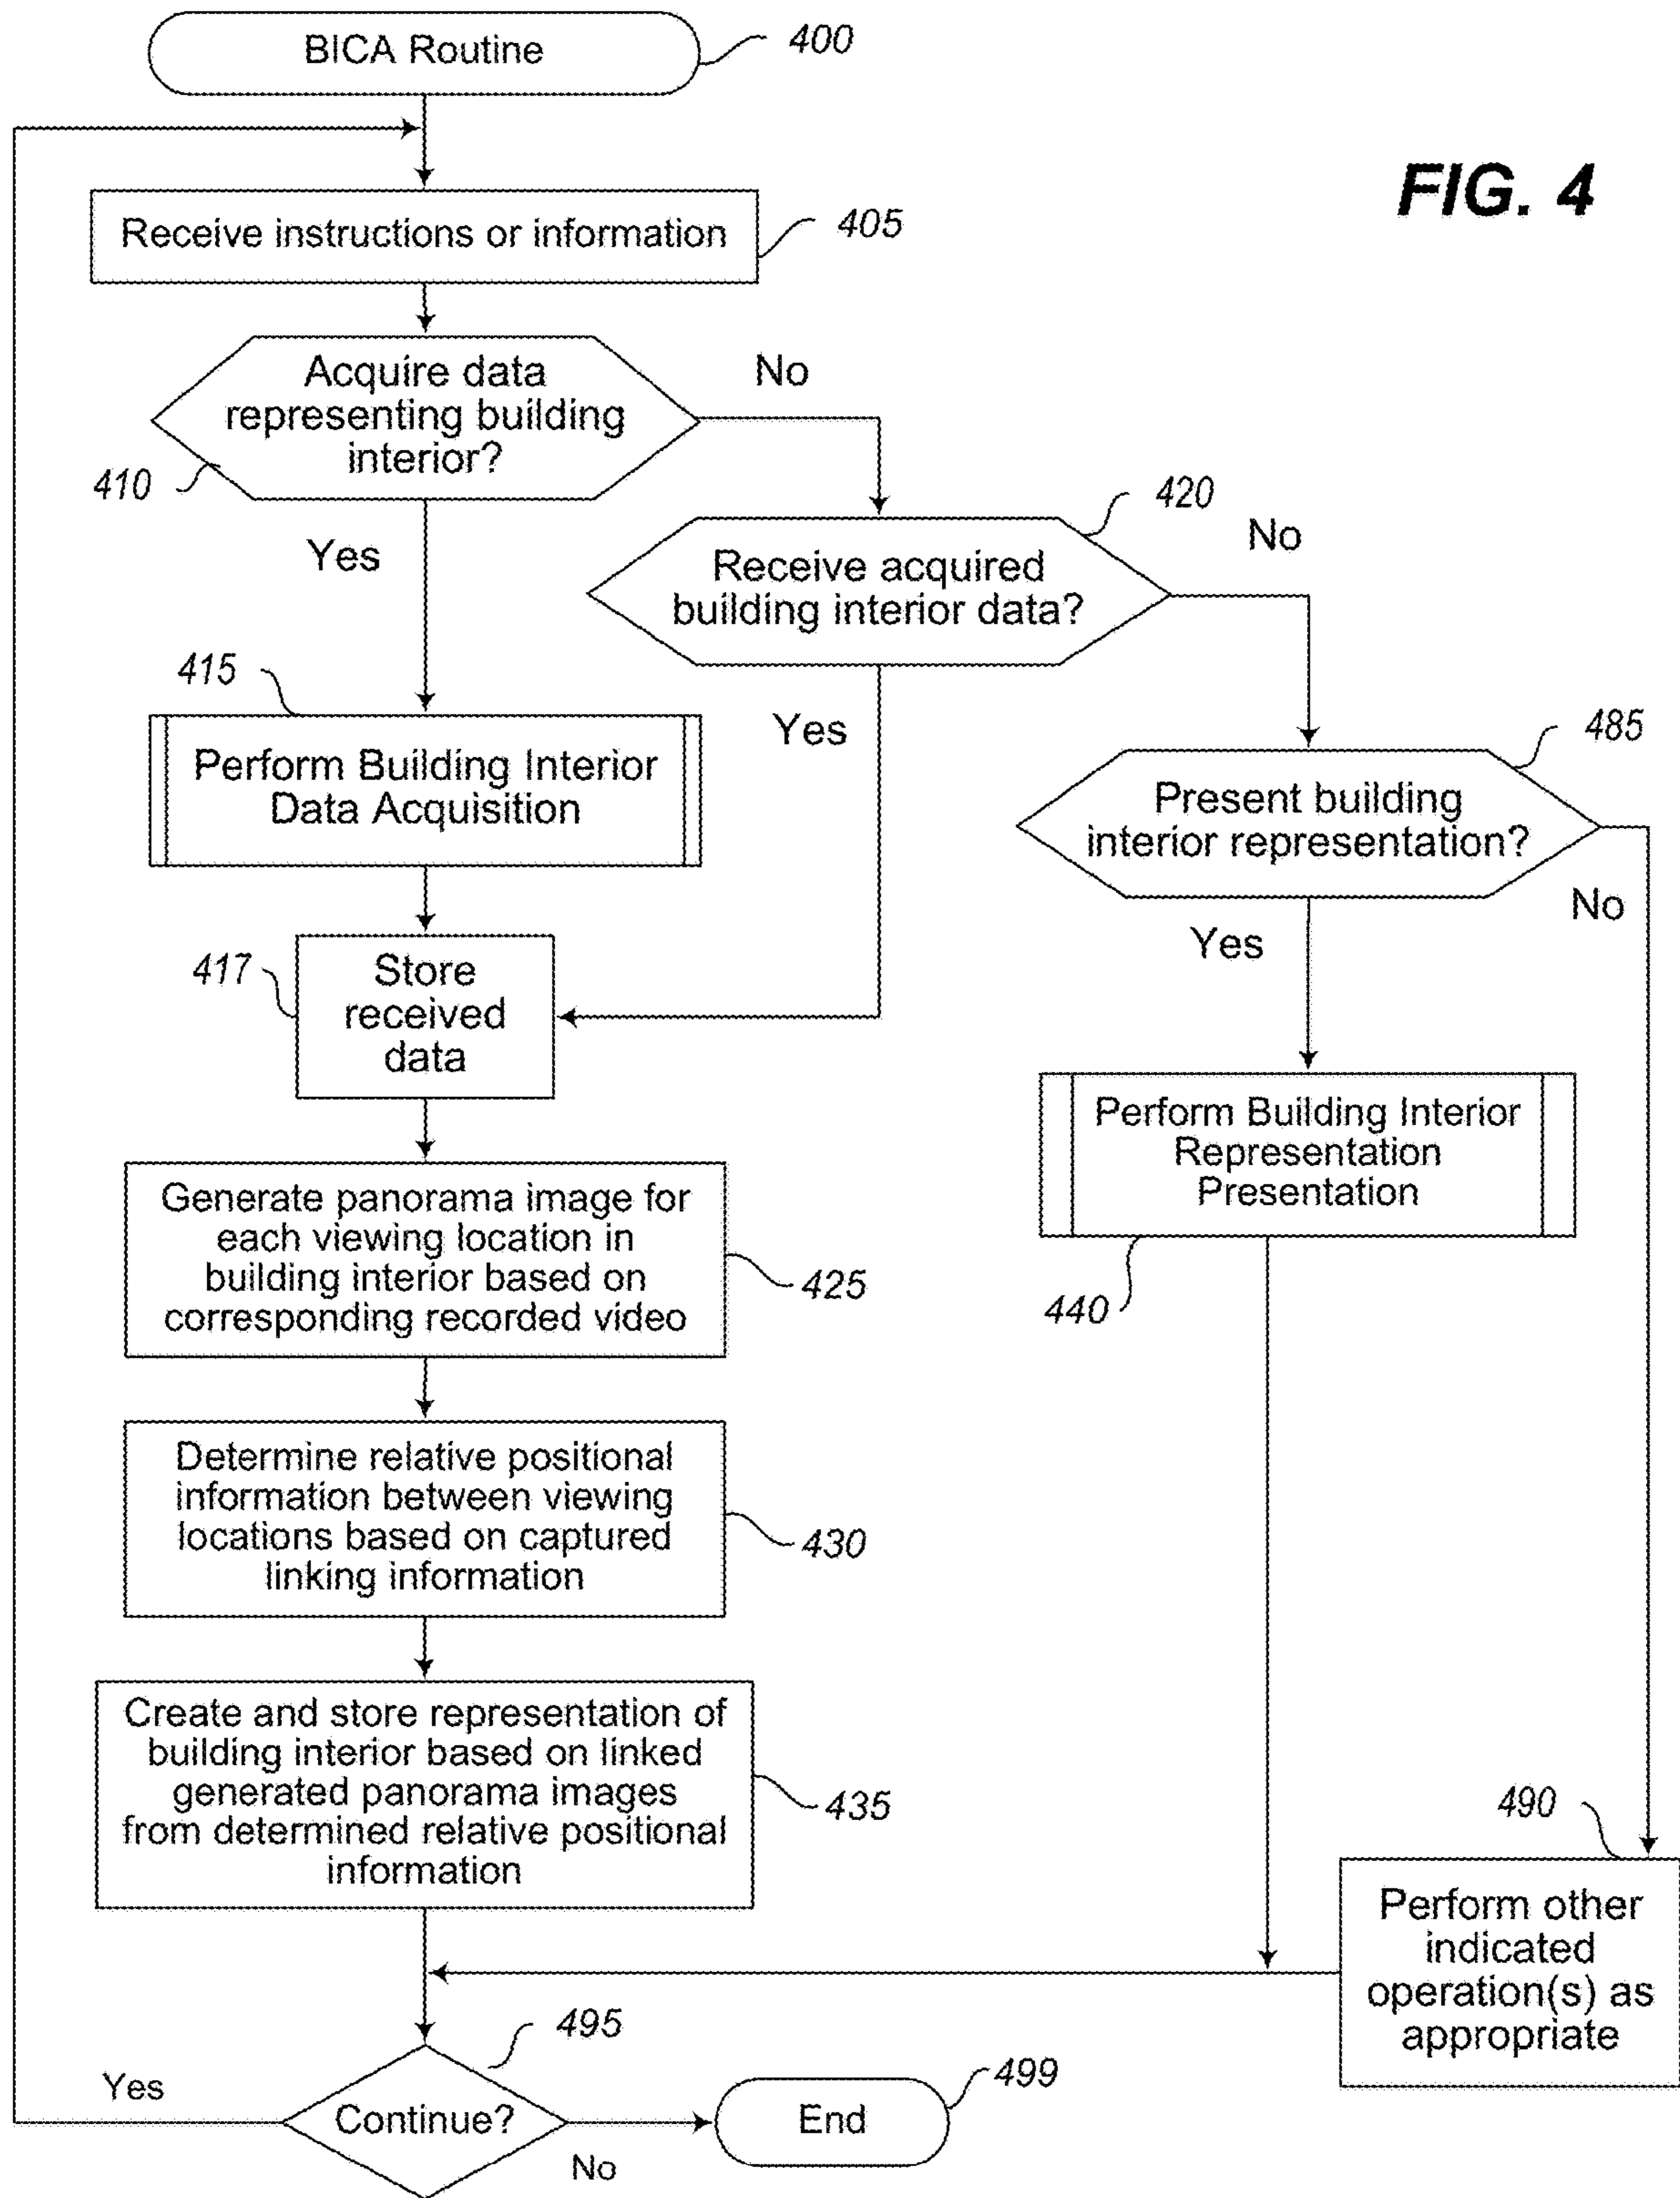 BICA Routine
400
FIG. 4
Receive instructions or information
405
Acquire data
representing building
interior?
410
No
Yes
420
Receive acquired
building interior data?
No
Yes
415
Perform Building Interior
Data Acquisition
485
Present building
interior representation?
No
Yes
417
Store
received
data
Perform Building Interior
Representation
Presentation
440
Generate panorama image for
each viewing location in
building interior based on
corresponding recorded video
425
Determine relative positional
information between viewing
locations based on captured
linking information
430
Create and store representation of
building interior based on linked
generated panorama images
from determined relative positional
information
435
490
Perform other
indicated
operation(s) as
appropriate
495
Continue?
Yes
No
499
End